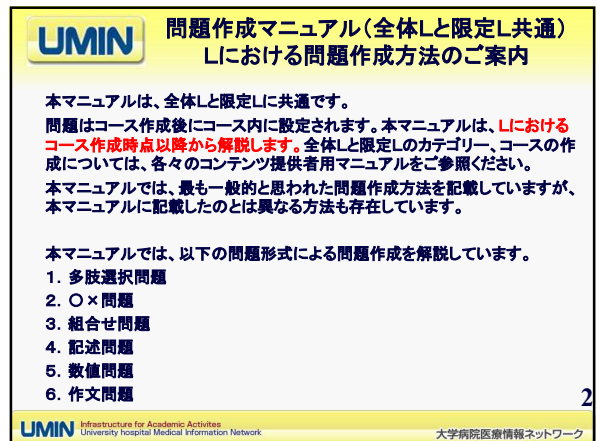 UMIN
問題作成マニュアル（全体Lと限定L共通）
Lにおける問題作成方法のご案内
本マニュアルは、全体Lと限定Lに共通です。
問題はコース作成後にコース内に設定されます。本マニュアルは、Lにおける
コース作成時点以降から解説します。全体Lと限定Lのカテゴリー、コースの作
成については、各々のコンテンツ提供者用マニュアルをご参照ください。
本マニュアルでは、最も一般的と思われた問題作成方法を記載していますが、
本マニュアルに記載したのとは異なる方法も存在しています。
本マニュアルでは、以下の問題形式による問題作成を解説しています。
１．多肢選択問題
２．○×問題
３．組合せ問題
４．記述問題
５．数値問題
６．作文問題
2
UMIN Infrastructure for Academic Activites
University hospital Medical Information Network
大学病院医療情報ネットワーク